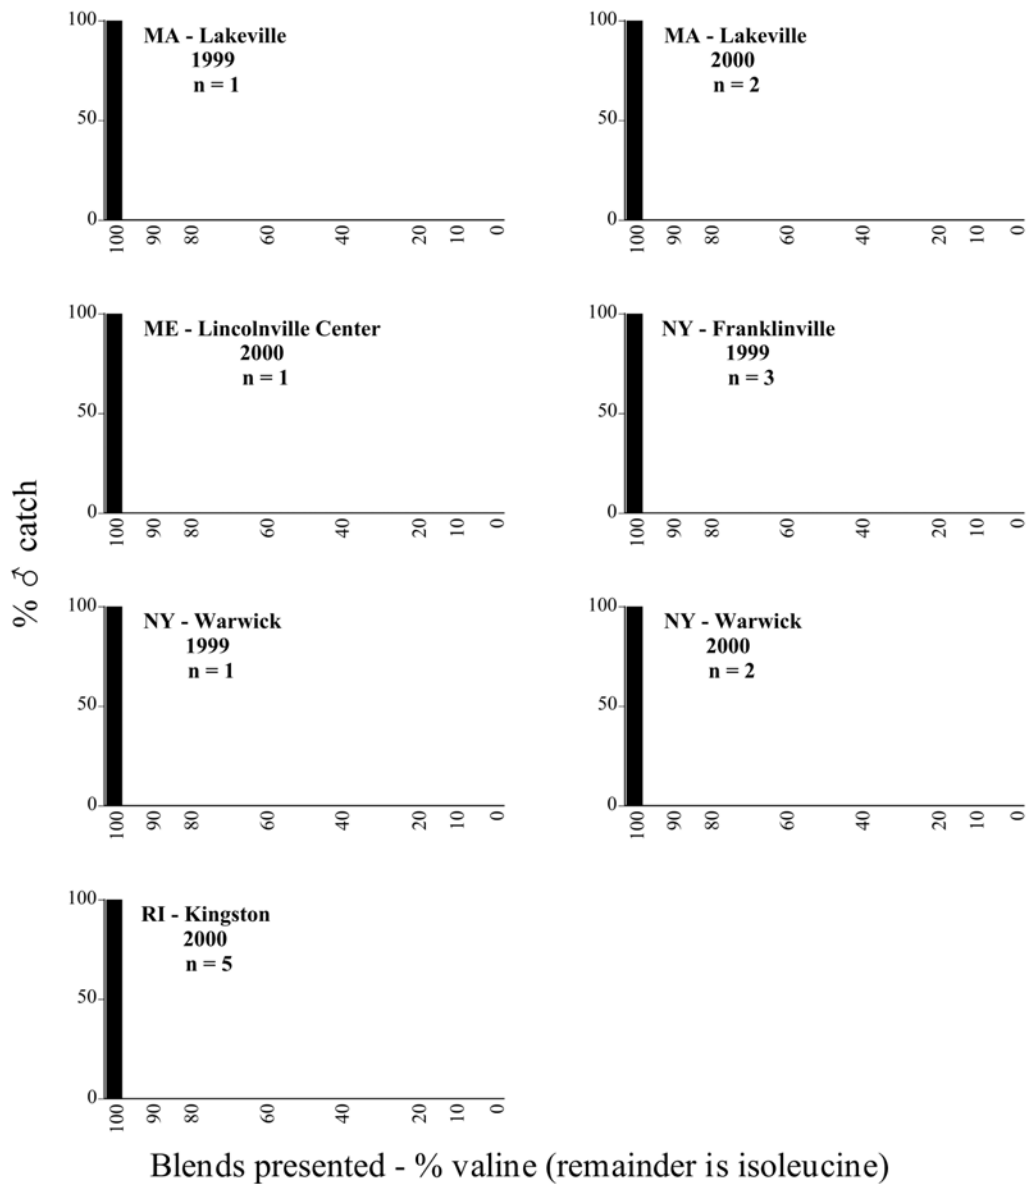 100
50
0
MA - Lakeville
1999
n = 1
100 90 80 60 40 20 10 0
100
50
0
MA - Lakeville
2000
n = 2
100 90 80 60 40 20 10 0
100
50
0
ME - Lincolnville Center
2000
n = 1
100 90 80 60 40 20 10 0
100
50
0
NY - Franklinville
1999
n = 3
100 90 80 60 40 20 10 0
% ♂ catch
100
50
0
NY - Warwick
1999
n = 1
100 90 80 60 40 20 10 0
100
50
0
NY - Warwick
2000
n = 2
100 90 80 60 40 20 10 0
100
50
0
RI - Kingston
2000
n = 5
100 90 80 60 40 20 10 0
Blends presented - % valine (remainder is isoleucine)